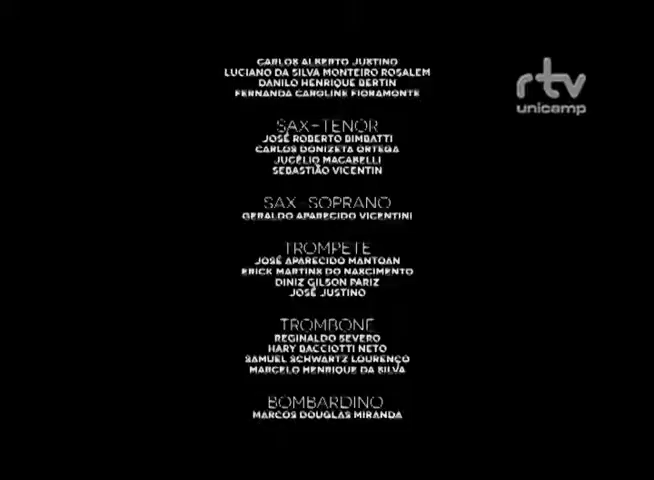 CARLOS ALBERTO JUSTINO
LUCIANO DA SILVA MONTEIRO ROSALEM
DANILO HENRIQUE BERTIN
FERNANDA CAROLINE FIORAMONTE
rtv
unicamp
SAX-TENOR
JOSÉ ROBERTO BIMBATTI
CARLOS DONIZETA ORTEGA
JUCÉLIO MACARELLI
SEBASTIÃO VICENTIN
SAX-SOPRANO
GERALDO APARECIDO VICENTINI
TROMPETE
JOSÉ APARECIDO MANTOAN
ERICK MARTINS DO NASCIMENTO
DINIZ GILSON PARIZ
JOSÉ JUSTINO
TROMBONE
REGINALDO SEVERO
HARY BACCIOTTI NETO
SAMUEL SCHWARTZ LOURENÇO
MARCELO HENRIQUE DA SILVA
BOMBARDINO
MARCOS DOUGLAS MIRANDA